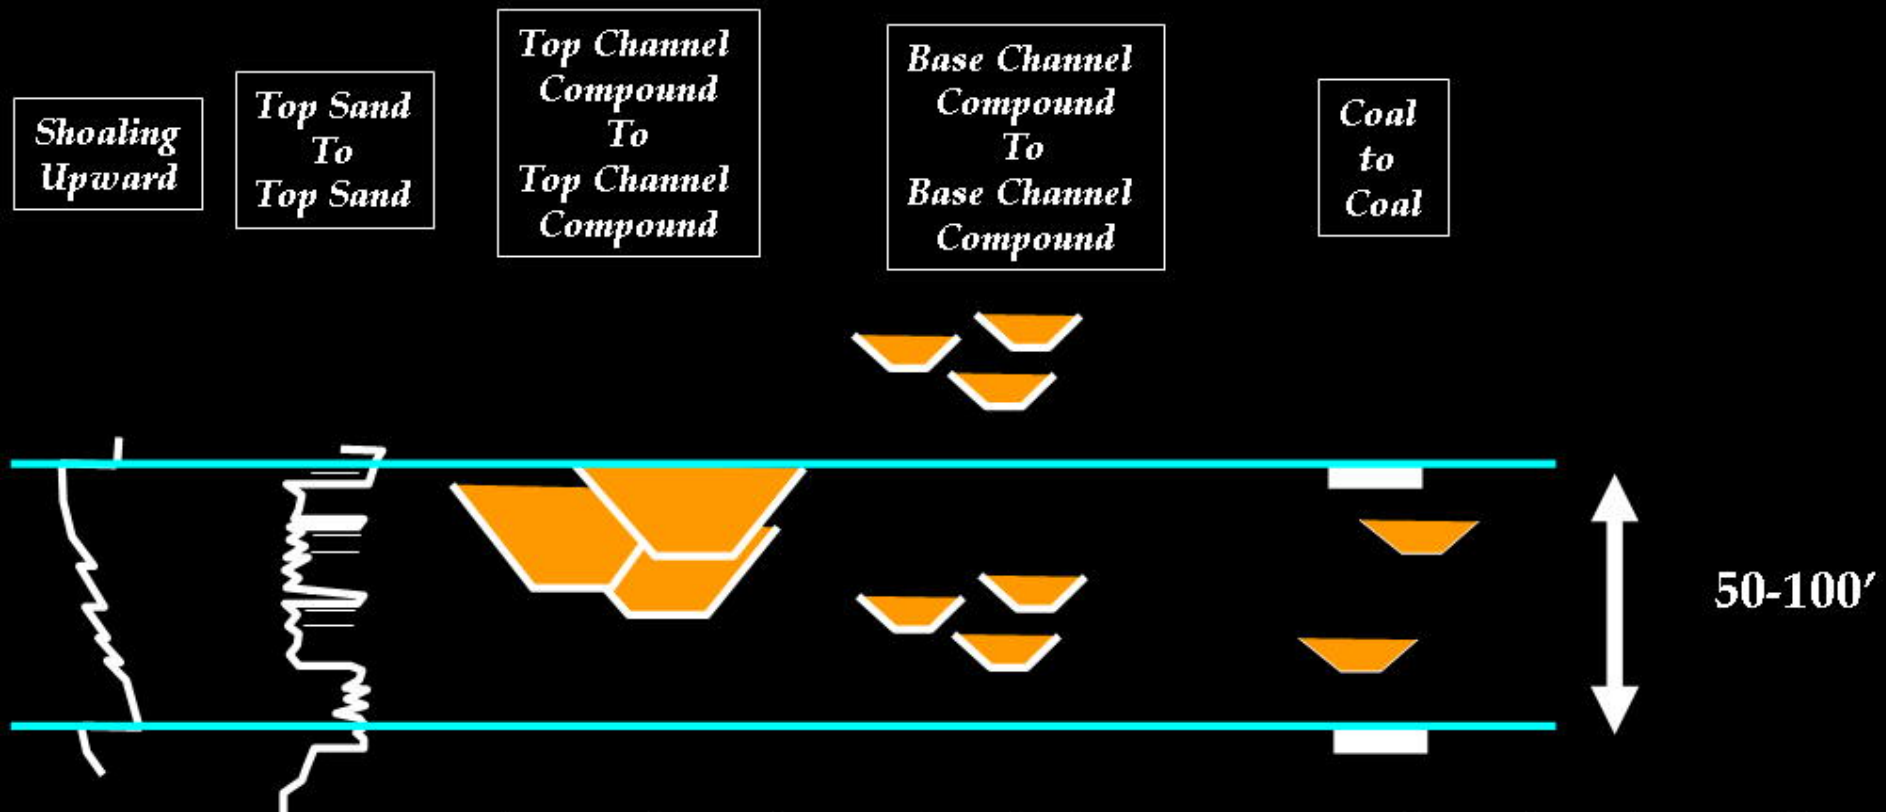 Shoaling
Upward
Top Sand
To
Top Sand
Top Channel
Compound
To
Top Channel
Compound
Base Channel
Compound
To
Base Channel
Compound
Coal
to
Coal
50-100'